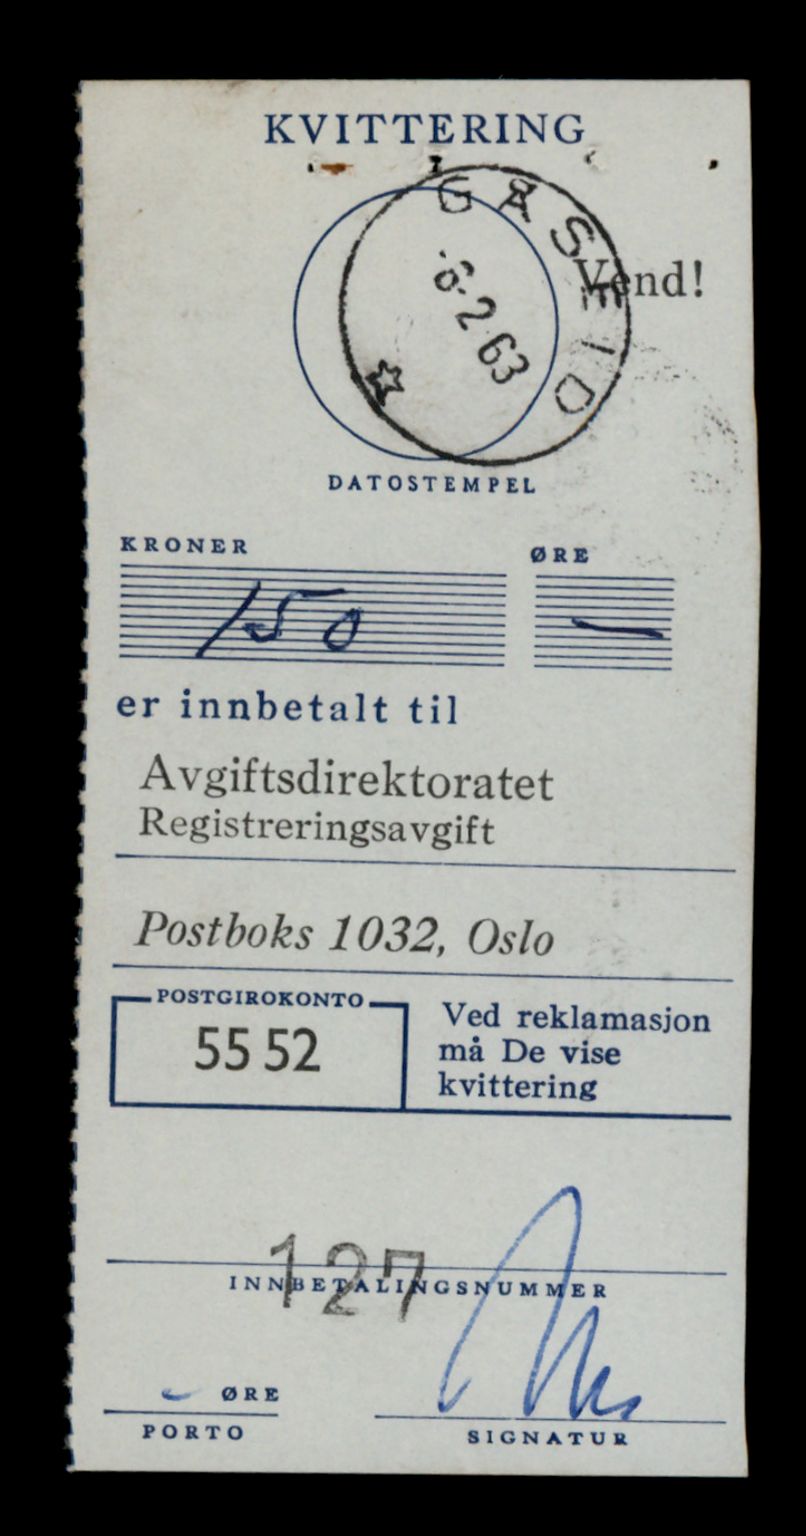 KVITTERING
GÅSEID
-6.-2 63
Vend!
DATOSTEMPEL
KRONER ØRE
150 —
er innbetalt til
Avgiftsdirektoratet
Registreringsavgift
Postboks 1032, Oslo
POSTGIROKONTO
55 52
Ved reklamasjon
må De vise
kvittering
127
INNBETALINGSNUMMER
- ØRE
PORTO
SIGNATUR